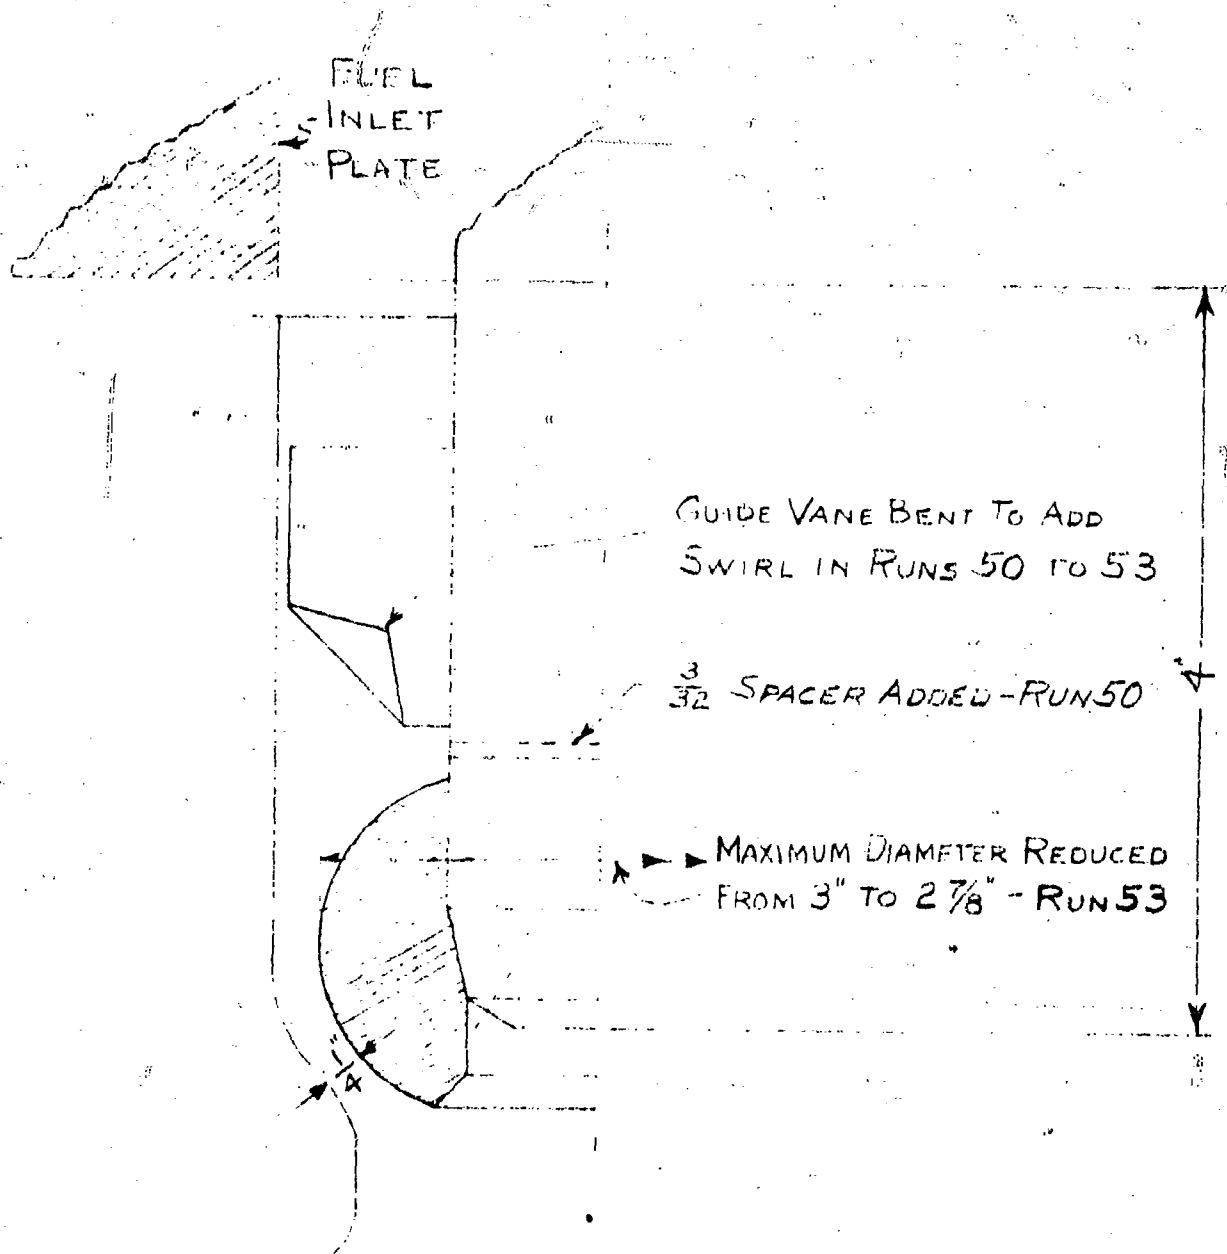 FUEL
INLET
PLATE
GUIDE VANE BENT TO ADD
SWIRL IN RUNS 50 TO 53
3/32 SPACER ADDED - RUN 50
4"
MAXIMUM DIAMETER REDUCED
FROM 3" TO 2 7/8" - RUN 53
1/4"